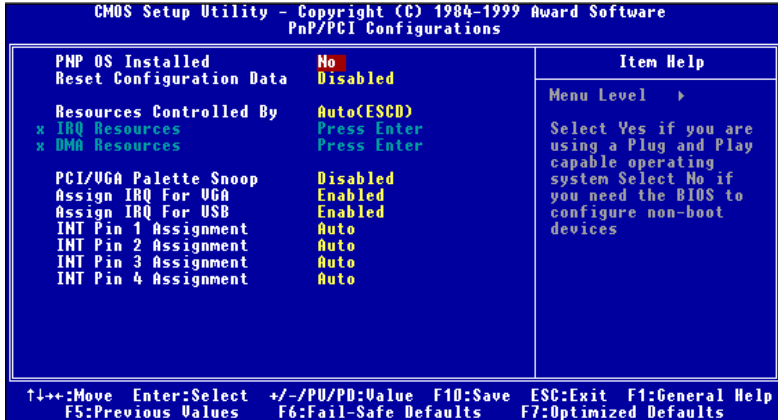 CMOS Setup Utility - Copyright (C) 1984-1999 Award Software
PnP/PCI Configurations
PNP OS Installed No
Reset Configuration Data Disabled
Resources Controlled By Auto(ESCD)
x IRQ Resources Press Enter
x DMA Resources Press Enter
PCI/VGA Palette Snoop Disabled
Assign IRQ For VGA Enabled
Assign IRQ For USB Enabled
INT Pin 1 Assignment Auto
INT Pin 2 Assignment Auto
INT Pin 3 Assignment Auto
INT Pin 4 Assignment Auto
Item Help
Menu Level ▸
Select Yes if you are
using a Plug and Play
capable operating
system Select No if
you need the BIOS to
configure non-boot
devices
↑↓→←:Move Enter:Select +/-/PU/PD:Value F10:Save ESC:Exit F1:General Help
F5:Previous Values F6:Fail-Safe Defaults F7:Optimized Defaults